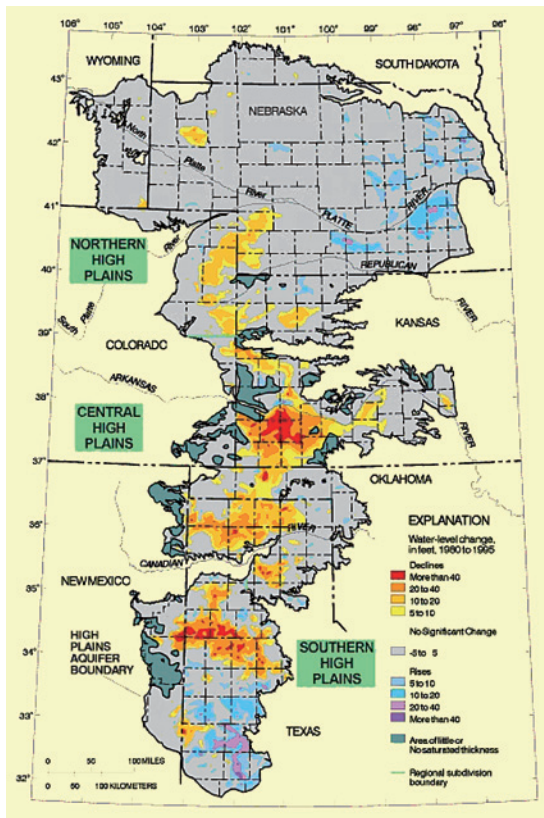 106° 105° 104° 103° 102° 101° 100° 99° 98° 97° 96°
WYOMING
SOUTH DAKOTA
43°
NEBRASKA
42°
North
Platte
River
PLATTE
RIVER
41°
NORTHERN
HIGH
PLAINS
River
REPUBLICAN
RIVER
40°
South
Platte
39°
KANSAS
COLORADO
ARKANSAS
38°
CENTRAL
HIGH
PLAINS
RIVER
37°
OKLAHOMA
36°
RIVER
CANADIAN
35°
NEW MEXICO
34°
HIGH
PLAINS
AQUIFER
BOUNDARY
SOUTHERN
HIGH
PLAINS
33°
TEXAS
32°
EXPLANATION
Water-level change,
in feet, 1980 to 1995
Declines
More than 40
20 to 40
10 to 20
5 to 10
No Significant Change
-5 to 5
Rises
5 to 10
10 to 20
20 to 40
More than 40
Area of little or
No saturated thickness
Regional subdivision
boundary
0 50 100 MILES
0 50 100 KILOMETERS